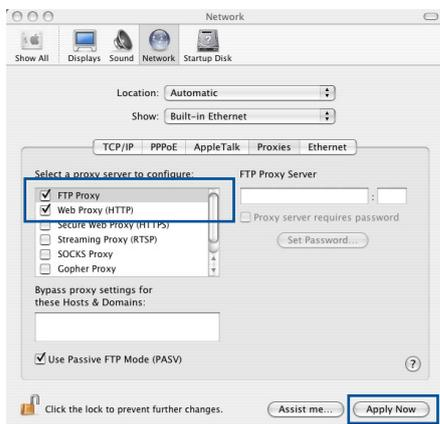 Network
Show All Displays Sound Network Startup Disk
Location: Automatic
Show: Built-in Ethernet
TCP/IP PPPoE AppleTalk Proxies Ethernet
Select a proxy server to configure:
FTP Proxy
Web Proxy (HTTP)
Secure Web Proxy (HTTPS)
Streaming Proxy (RTSP)
SOCKS Proxy
Gopher Proxy
FTP Proxy Server
:
Proxy server requires password
Set Password...
Bypass proxy settings for
these Hosts & Domains:
Use Passive FTP Mode (PASV)
?
Click the lock to prevent further changes.
Assist me... Apply Now